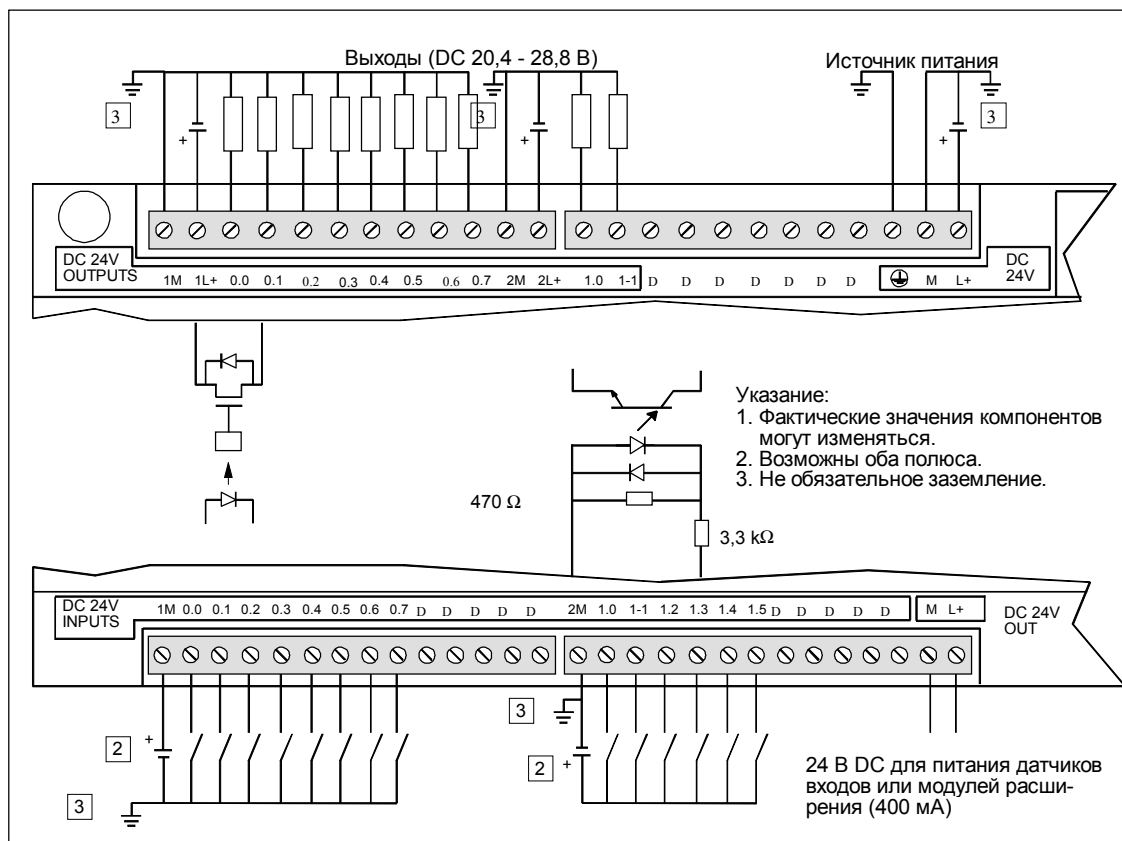 Выходы (DC 20,4 - 28,8 В)
Источник питания
3
3
3
+
+
+
DC 24V
OUTPUTS
1M 1L+ 0.0 0.1 0.2 0.3 0.4 0.5 0.6 0.7 2M 2L+ 1.0 1-1 D D D D D D D M L+
DC
24V
Указание:
1. Фактические значения компонентов
могут изменяться.
2. Возможны оба полюса.
3. Не обязательное заземление.
470 Ω
3,3 kΩ
DC 24V
INPUTS
1M 0.0 0.1 0.2 0.3 0.4 0.5 0.6 0.7 D D D D D 2M 1.0 1-1 1.2 1.3 1.4 1.5 D D D D D M L+
DC 24V
OUT
3
2 +
2 +
3
24 В DC для питания датчиков
входов или модулей расши-
рения (400 мА)